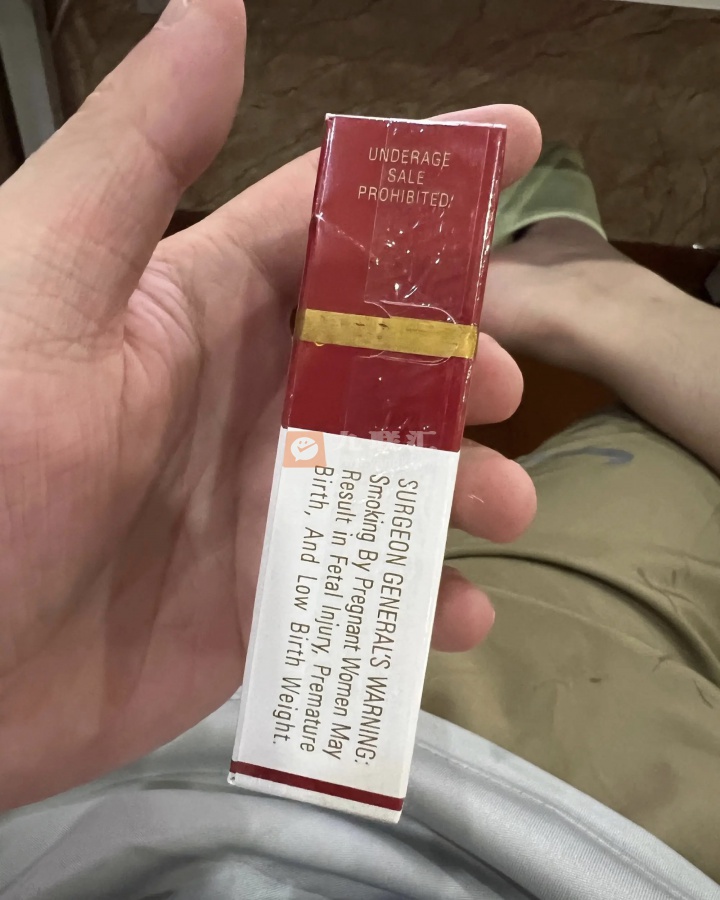 UNDERAGE
SALE
PROHIBITED
SURGEON GENERAL'S WARNING:
Smoking By Pregnant Women May
Result in Fetal Injury, Premature
Birth, And Low Birth Weight.